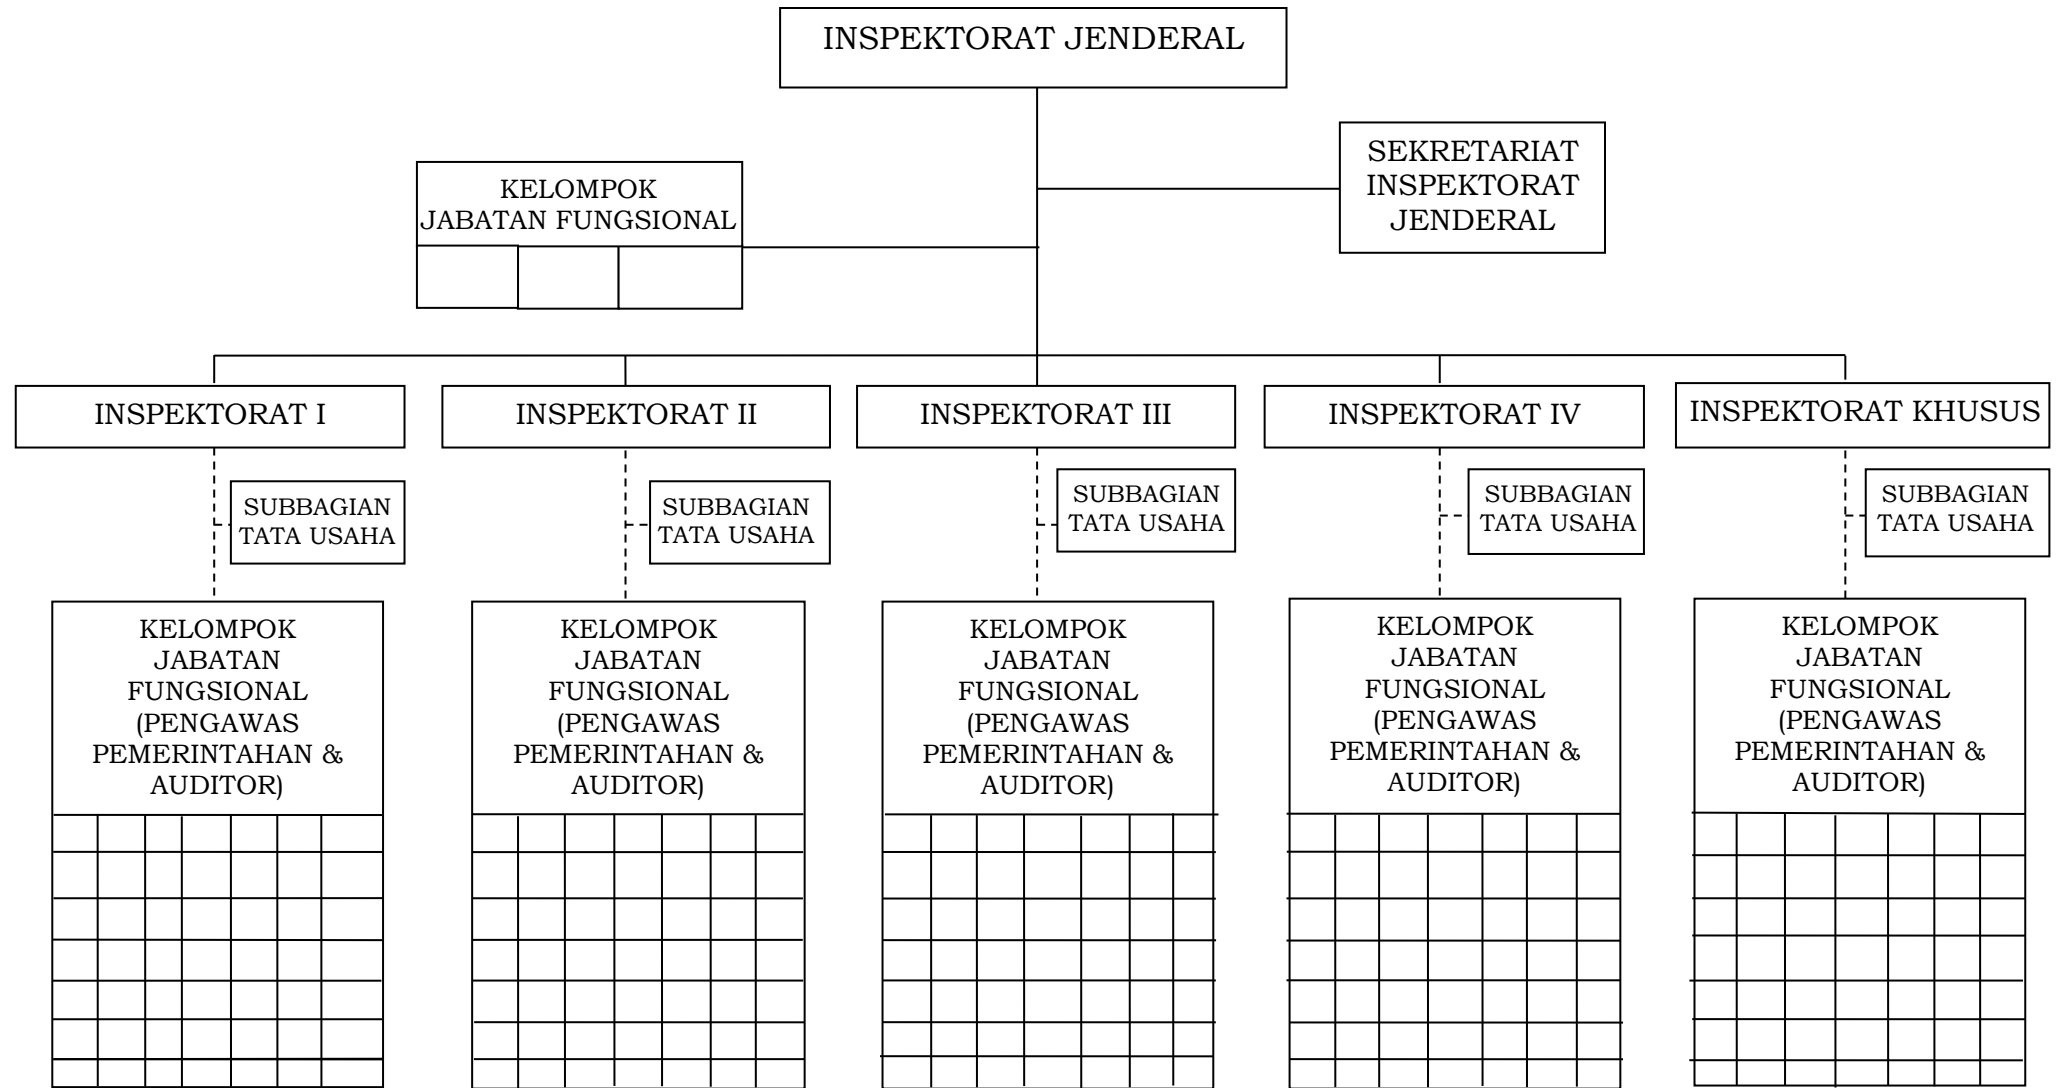 INSPEKTORAT JENDERAL
SEKRETARIAT
INSPEKTORAT
JENDERAL
KELOMPOK
JABATAN FUNGSIONAL
INSPEKTORAT I
INSPEKTORAT II
INSPEKTORAT III
INSPEKTORAT IV
INSPEKTORAT KHUSUS
SUBBAGIAN
TATA USAHA
SUBBAGIAN
TATA USAHA
SUBBAGIAN
TATA USAHA
SUBBAGIAN
TATA USAHA
SUBBAGIAN
TATA USAHA
KELOMPOK
JABATAN
FUNGSIONAL
(PENGAWAS
PEMERINTAHAN &
AUDITOR)
KELOMPOK
JABATAN
FUNGSIONAL
(PENGAWAS
PEMERINTAHAN &
AUDITOR)
KELOMPOK
JABATAN
FUNGSIONAL
(PENGAWAS
PEMERINTAHAN &
AUDITOR)
KELOMPOK
JABATAN
FUNGSIONAL
(PENGAWAS
PEMERINTAHAN &
AUDITOR)
KELOMPOK
JABATAN
FUNGSIONAL
(PENGAWAS
PEMERINTAHAN &
AUDITOR)